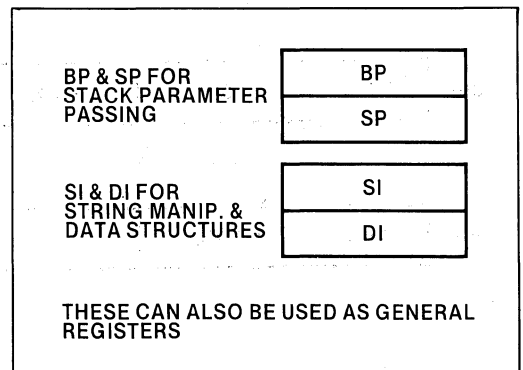 BP & SP FOR
STACK PARAMETER
PASSING
BP
SP
SI & DI FOR
STRING MANIP. &
DATA STRUCTURES
SI
DI
THESE CAN ALSO BE USED AS GENERAL
REGISTERS